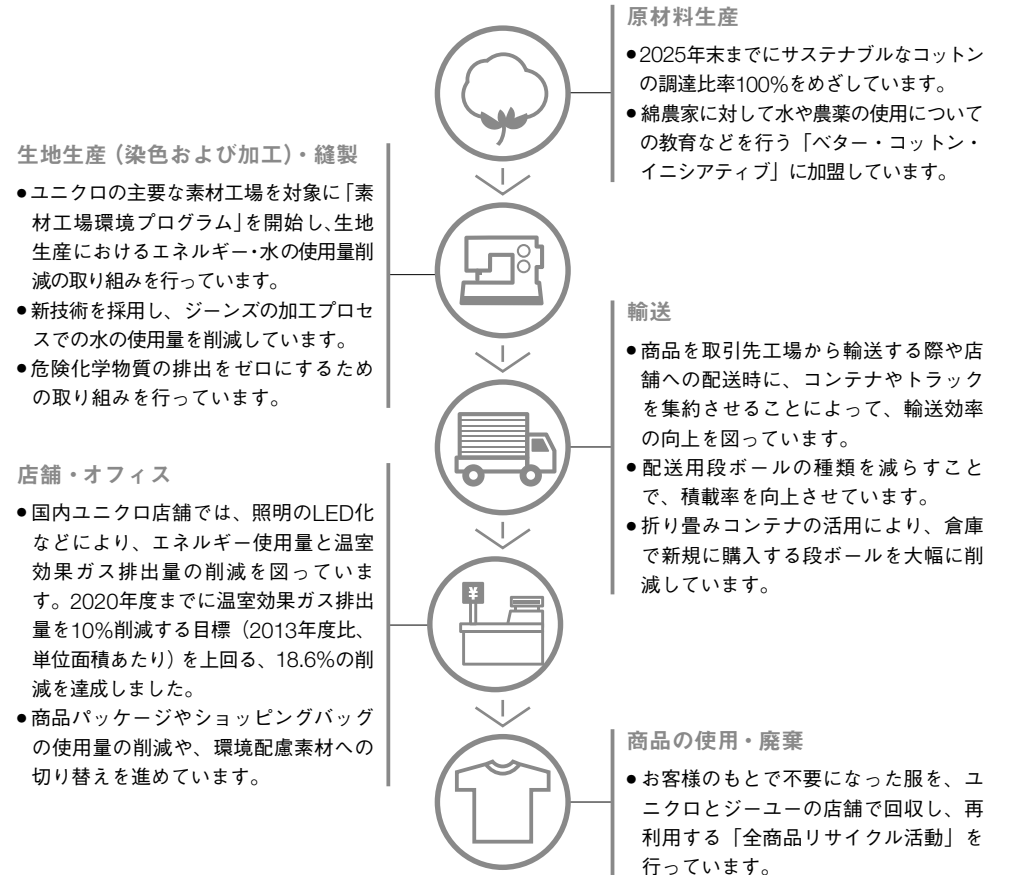 原材料生産
●2025年末までにサステナブルなコットン
の調達比率100%をめざしています。
●綿農家に対して水や農薬の使用について
の教育などを行う「ベター・コットン・
イニシアティブ」に加盟しています。
生地生産（染色および加工）・縫製
●ユニクロの主要な素材工場を対象に「素
材工場環境プログラム」を開始し、生地
生産におけるエネルギー・水の使用量削
減の取り組みを行っています。
●新技術を採用し、ジーンズの加工プロセ
スでの水の使用量を削減しています。
●危険化学物質の排出をゼロにするため
の取り組みを行っています。
輸送
●商品を取引先工場から輸送する際や店
舗への配送時に、コンテナやトラック
を集約させることによって、輸送効率
の向上を図っています。
●配送用段ボールの種類を減らすこと
で、積載率を向上させています。
●折り畳みコンテナの活用により、倉庫
で新規に購入する段ボールを大幅に削
減しています。
店舗・オフィス
●国内ユニクロ店舗では、照明のLED化
などにより、エネルギー使用量と温室
効果ガス排出量の削減を図っていま
す。2020年度までに温室効果ガス排出
量を10%削減する目標（2013年度比、
単位面積あたり）を上回る、18.6%の削
減を達成しました。
●商品パッケージやショッピングバッグ
の使用量の削減や、環境配慮素材への
切り替えを進めています。
¥
商品の使用・廃棄
●お客様のもとで不要になった服を、ユ
ニクロとジーユーの店舗で回収し、再
利用する「全商品リサイクル活動」を
行っています。